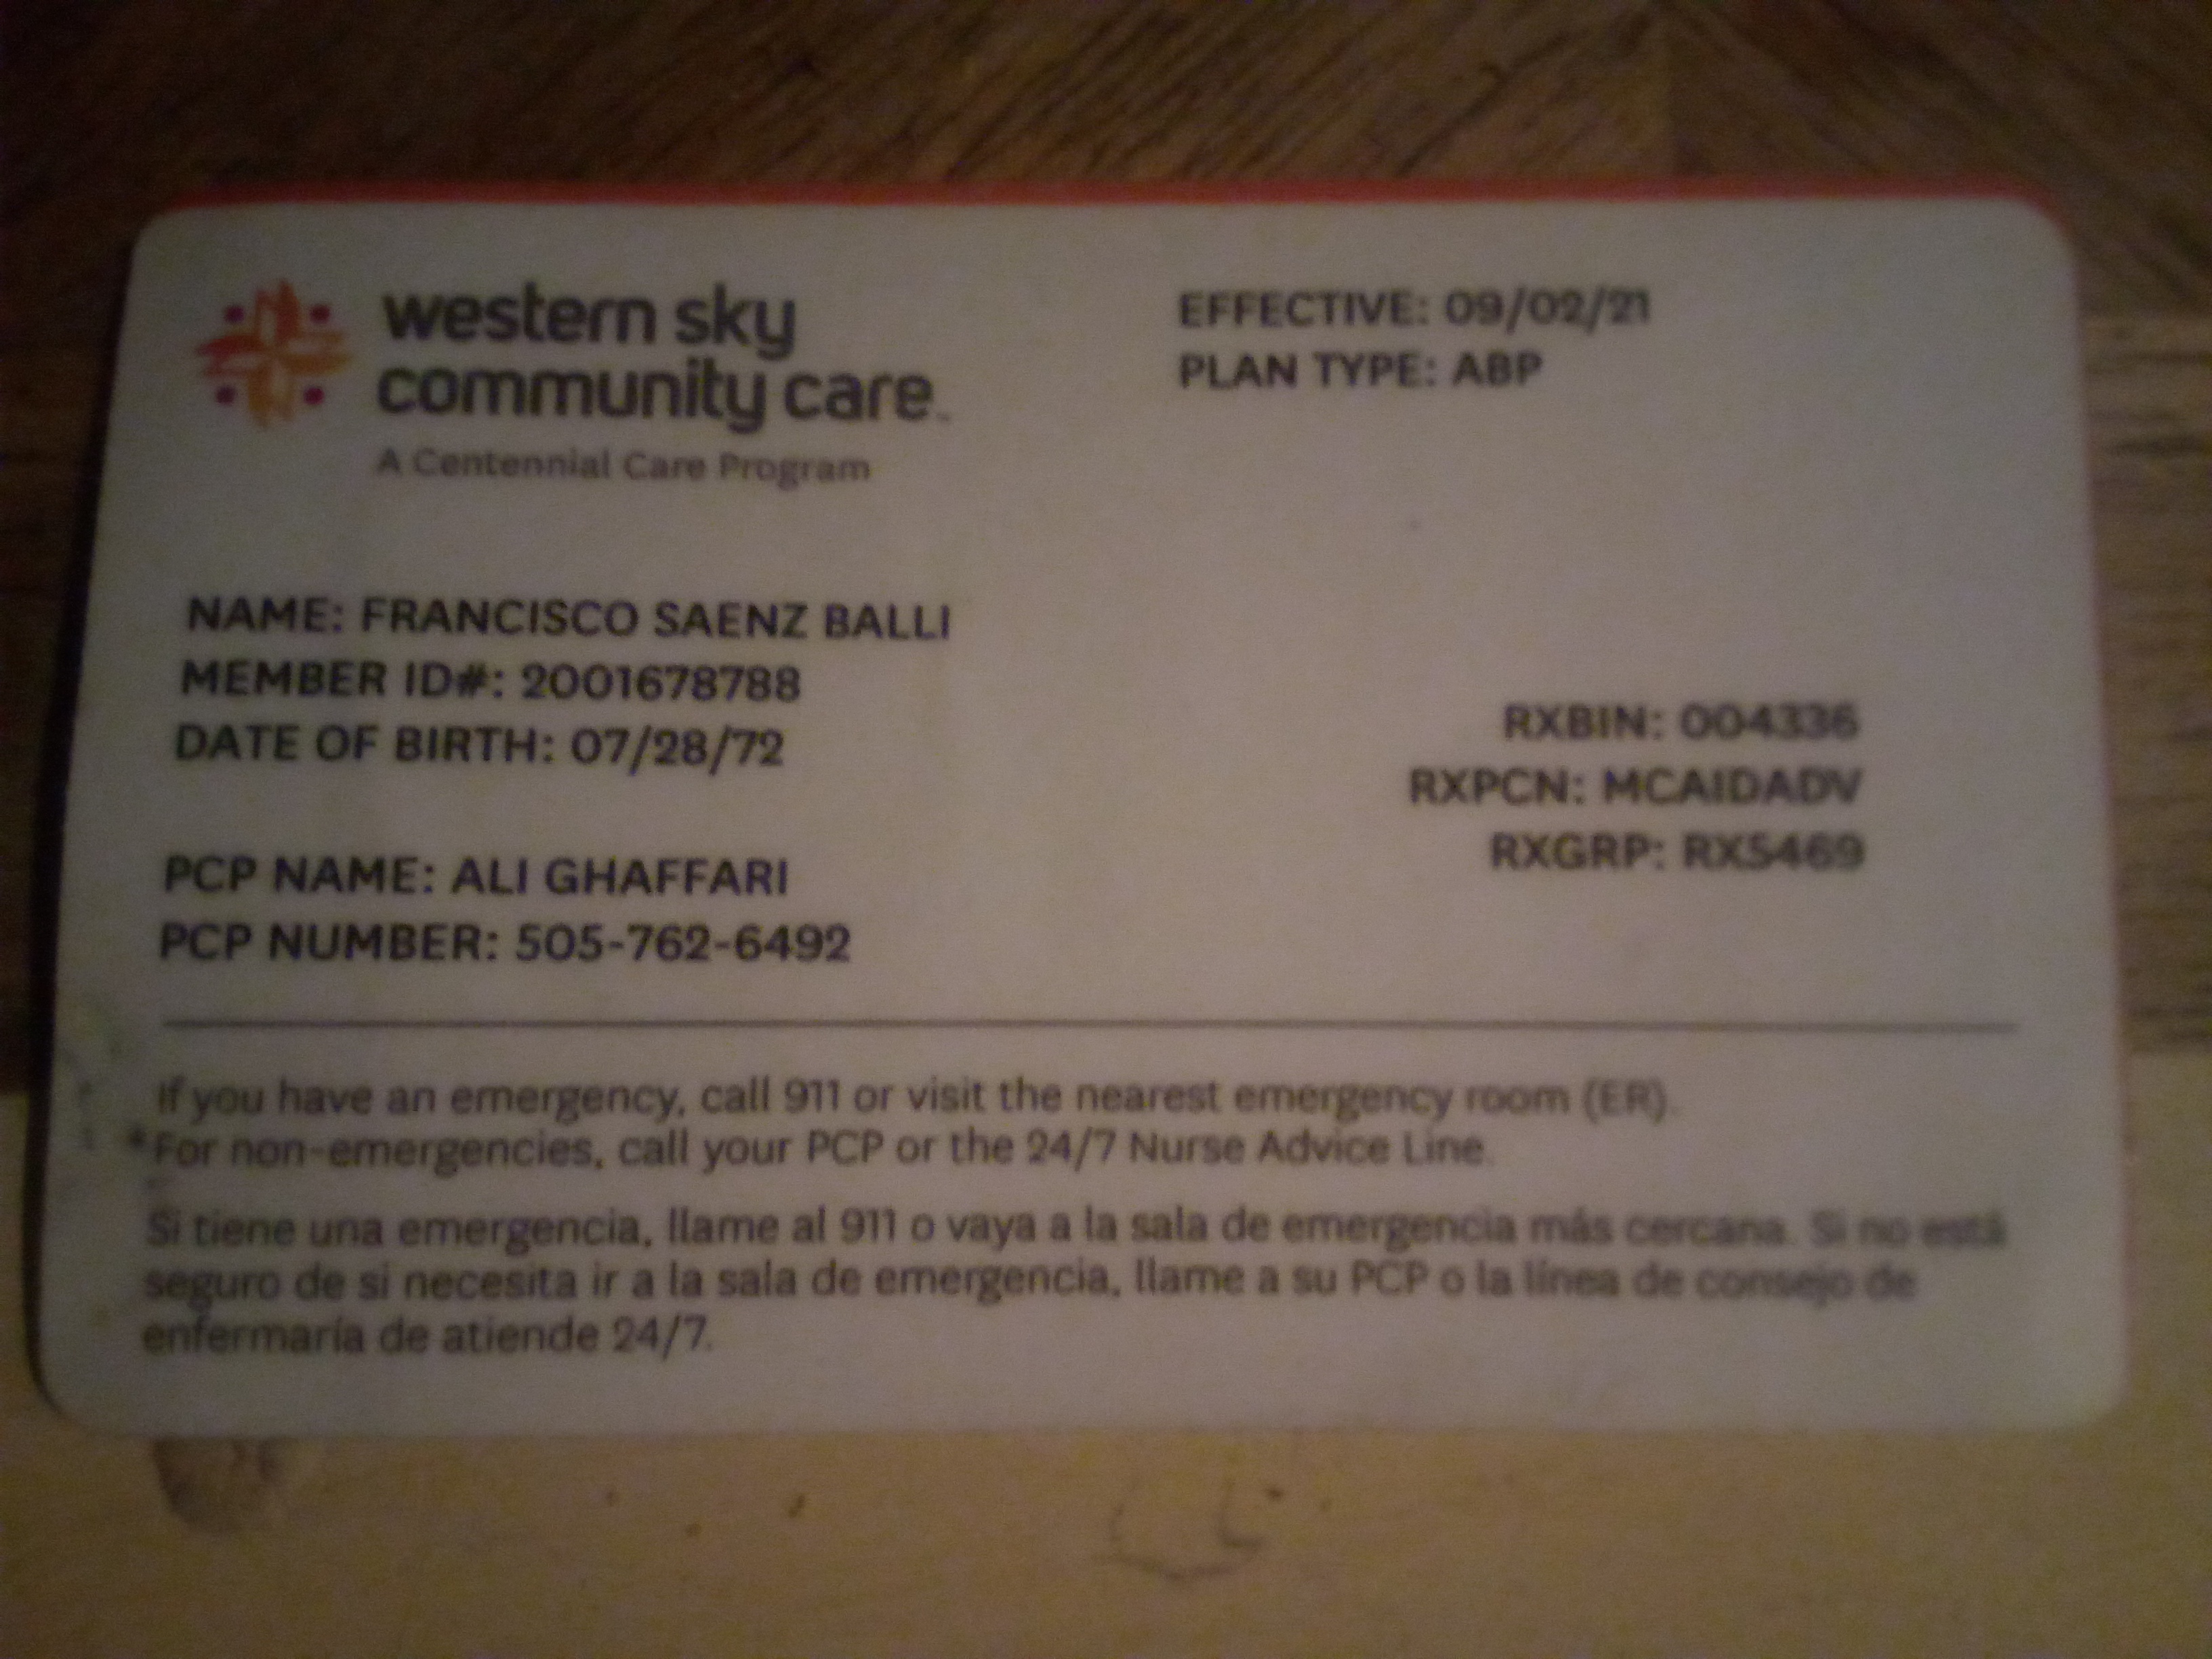 western sky
community care™
A Centennial Care Program
EFFECTIVE: 09/02/21
PLAN TYPE: ABP
NAME: FRANCISCO SAENZ BALLI
MEMBER ID#: 2001678788
DATE OF BIRTH: 07/28/72
RXBIN: 004336
RXPCN: MCAIDADV
RXGRP: RX5469
PCP NAME: ALI GHAFFARI
PCP NUMBER: 505-762-6492
If you have an emergency, call 911 or visit the nearest emergency room (ER).
For non-emergencies, call your PCP or the 24/7 Nurse Advice Line.
Si tiene una emergencia, llame al 911 o vaya a la sala de emergencia más cercana. Si no está
seguro de si necesita ir a la sala de emergencia, llame a su PCP o la línea de consejo de
enfermaría de atiende 24/7.